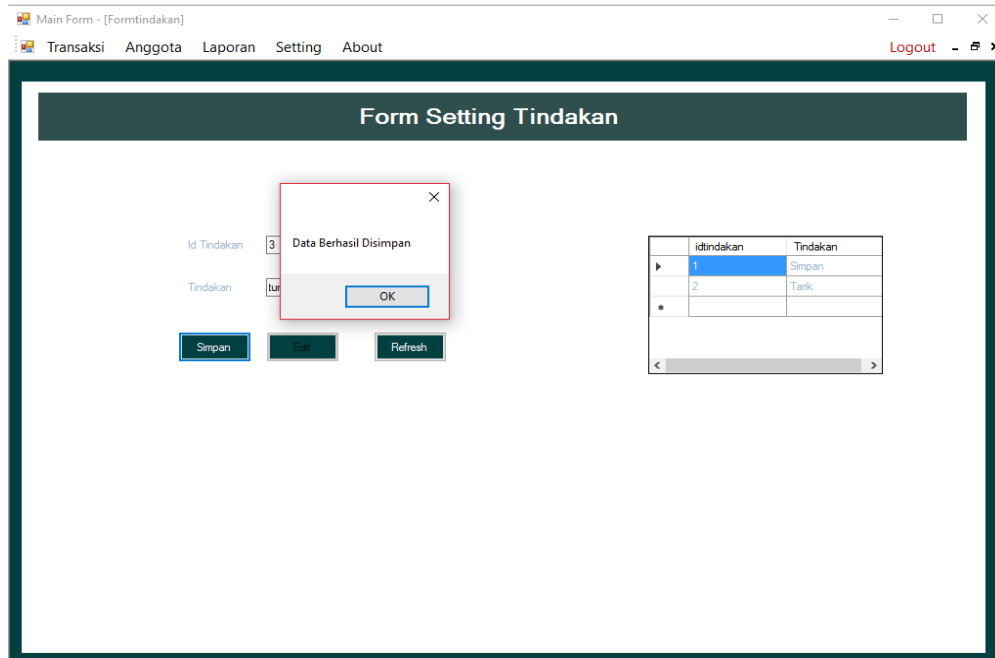 Main Form - [Formtindakan]
Transaksi Anggota Laporan Setting About Logout
Form Setting Tindakan
Data Berhasil Disimpan
OK
Id Tindakan 3
Tindakan
Simpan Edit Refresh
idtindakan Tindakan
1 Simpan
2 Tarik